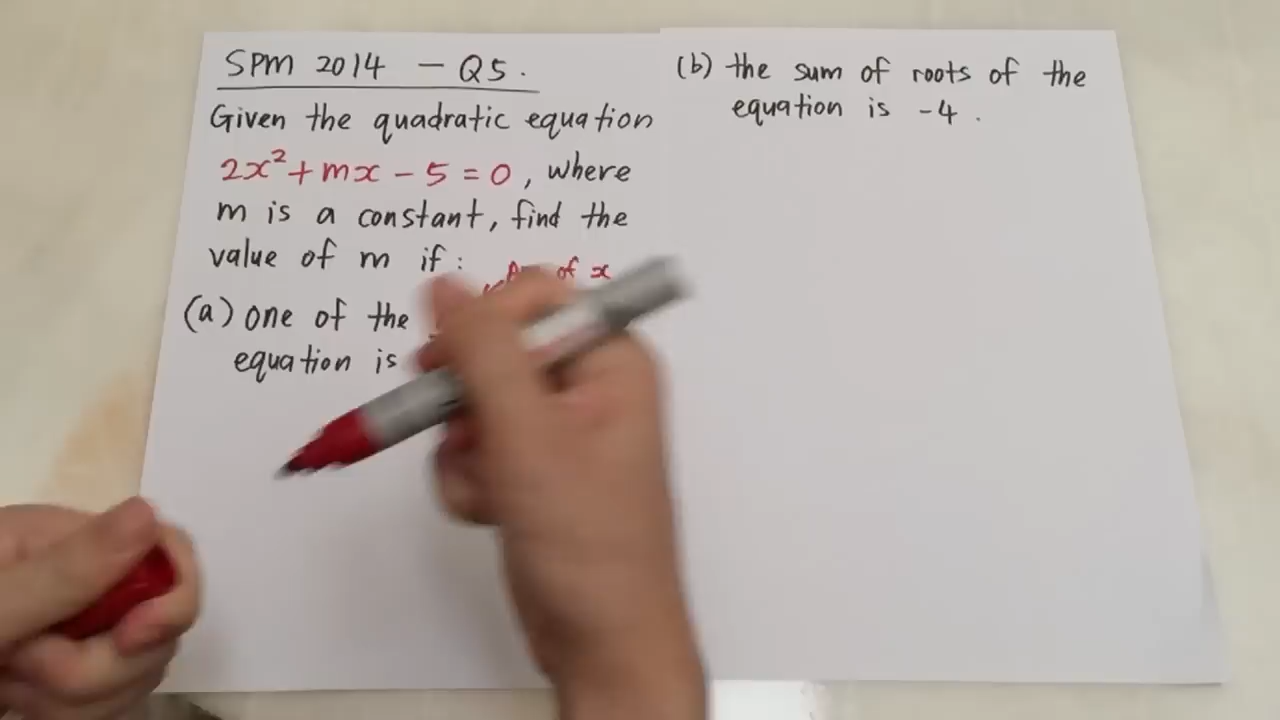 SPM 2014 - Q5.
Given the quadratic equation
2x² + mx - 5 = 0, where
m is a constant, find the
value of m if :
of x
(a) one of the
equation is
(b) the sum of roots of the
equation is -4.